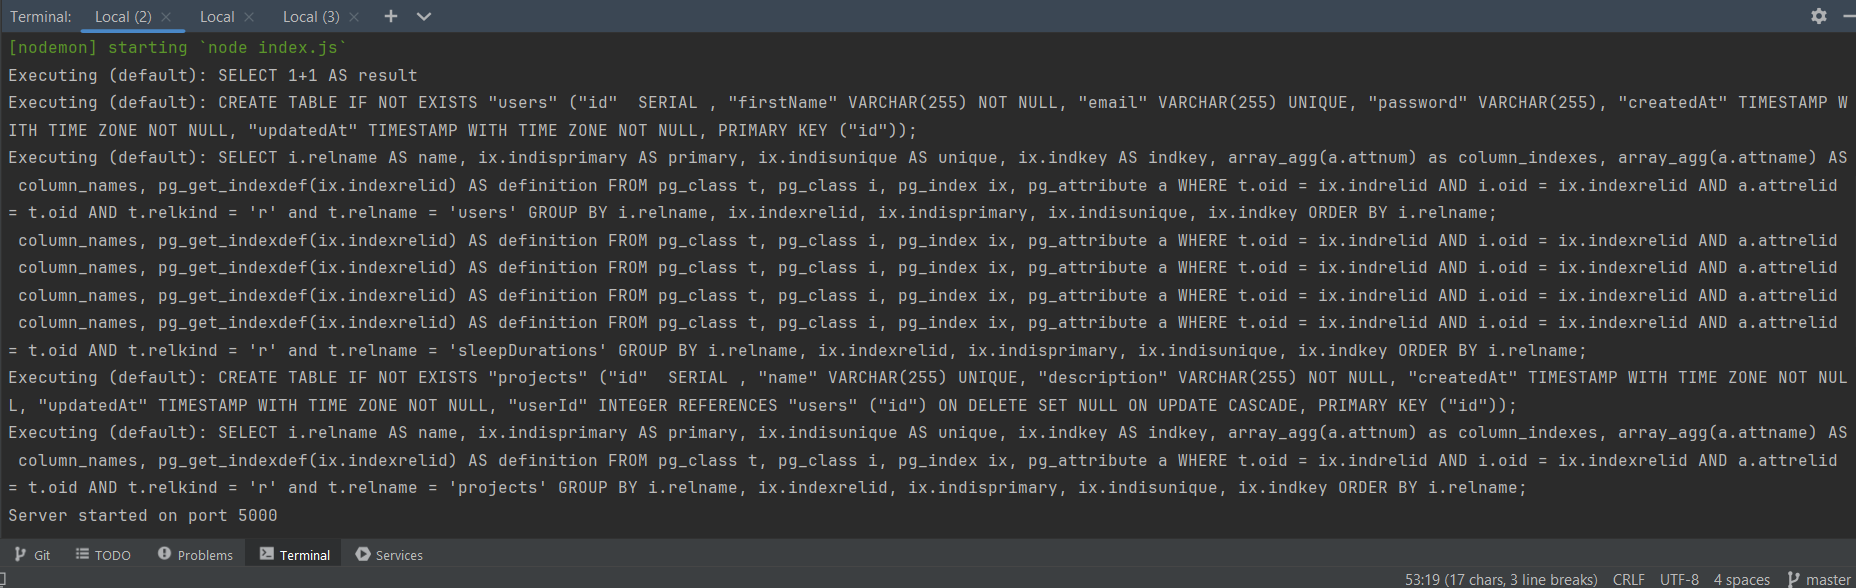 Terminal: Local (2) × Local × Local (3) × +
[nodemon] starting `node index.js`
Executing (default): SELECT 1+1 AS result
Executing (default): CREATE TABLE IF NOT EXISTS "users" ("id"  SERIAL , "firstName" VARCHAR(255) NOT NULL, "email" VARCHAR(255) UNIQUE, "password" VARCHAR(255), "createdAt" TIMESTAMP W
ITH TIME ZONE NOT NULL, "updatedAt" TIMESTAMP WITH TIME ZONE NOT NULL, PRIMARY KEY ("id"));
Executing (default): SELECT i.relname AS name, ix.indisprimary AS primary, ix.indisunique AS unique, ix.indkey AS indkey, array_agg(a.attnum) as column_indexes, array_agg(a.attname) AS
 column_names, pg_get_indexdef(ix.indexrelid) AS definition FROM pg_class t, pg_class i, pg_index ix, pg_attribute a WHERE t.oid = ix.indrelid AND i.oid = ix.indexrelid AND a.attrelid
= t.oid AND t.relkind = 'r' and t.relname = 'users' GROUP BY i.relname, ix.indexrelid, ix.indisprimary, ix.indisunique, ix.indkey ORDER BY i.relname;
 column_names, pg_get_indexdef(ix.indexrelid) AS definition FROM pg_class t, pg_class i, pg_index ix, pg_attribute a WHERE t.oid = ix.indrelid AND i.oid = ix.indexrelid AND a.attrelid
 column_names, pg_get_indexdef(ix.indexrelid) AS definition FROM pg_class t, pg_class i, pg_index ix, pg_attribute a WHERE t.oid = ix.indrelid AND i.oid = ix.indexrelid AND a.attrelid
 column_names, pg_get_indexdef(ix.indexrelid) AS definition FROM pg_class t, pg_class i, pg_index ix, pg_attribute a WHERE t.oid = ix.indrelid AND i.oid = ix.indexrelid AND a.attrelid
 column_names, pg_get_indexdef(ix.indexrelid) AS definition FROM pg_class t, pg_class i, pg_index ix, pg_attribute a WHERE t.oid = ix.indrelid AND i.oid = ix.indexrelid AND a.attrelid
= t.oid AND t.relkind = 'r' and t.relname = 'sleepDurations' GROUP BY i.relname, ix.indexrelid, ix.indisprimary, ix.indisunique, ix.indkey ORDER BY i.relname;
Executing (default): CREATE TABLE IF NOT EXISTS "projects" ("id"  SERIAL , "name" VARCHAR(255) UNIQUE, "description" VARCHAR(255) NOT NULL, "createdAt" TIMESTAMP WITH TIME ZONE NOT NUL
L, "updatedAt" TIMESTAMP WITH TIME ZONE NOT NULL, "userId" INTEGER REFERENCES "users" ("id") ON DELETE SET NULL ON UPDATE CASCADE, PRIMARY KEY ("id"));
Executing (default): SELECT i.relname AS name, ix.indisprimary AS primary, ix.indisunique AS unique, ix.indkey AS indkey, array_agg(a.attnum) as column_indexes, array_agg(a.attname) AS
 column_names, pg_get_indexdef(ix.indexrelid) AS definition FROM pg_class t, pg_class i, pg_index ix, pg_attribute a WHERE t.oid = ix.indrelid AND i.oid = ix.indexrelid AND a.attrelid
= t.oid AND t.relkind = 'r' and t.relname = 'projects' GROUP BY i.relname, ix.indexrelid, ix.indisprimary, ix.indisunique, ix.indkey ORDER BY i.relname;
Server started on port 5000
Git TODO Problems Terminal Services
53:19 (17 chars, 3 line breaks) CRLF UTF-8 4 spaces master